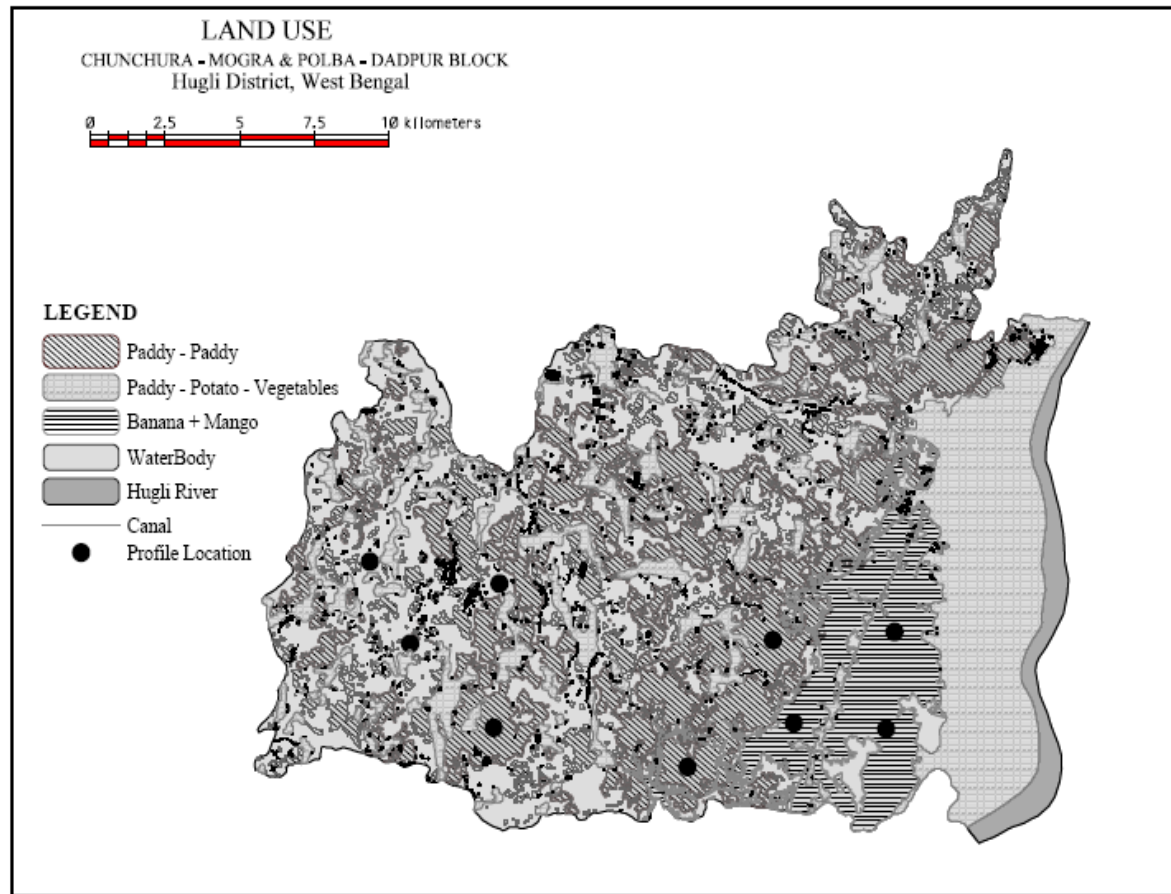 LAND USE
CHUNCHURA - MOGRA & POLBA - DADPUR BLOCK
Hugli District, West Bengal
0 2.5 5 7.5 10 kilometers
LEGEND
Paddy - Paddy
Paddy - Potato - Vegetables
Banana + Mango
WaterBody
Hugli River
Canal
Profile Location